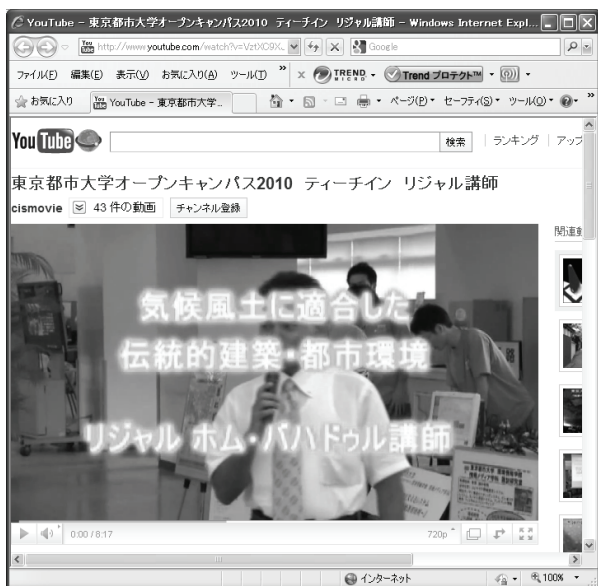 YouTube - 東京都市大学オープンキャンパス2010 ティーチイン リジャル講師 - Windows Internet Expl...
Google
ファイル(F) 編集(E) 表示(V) お気に入り(A) ツール(T) » x TREND MICRO Trend プロテクト™
お気に入り YouTube - 東京都市大学... ページ(P) セーフティ(S) ツール(O) »
YouTube 検索 ランキング アップ
東京都市大学オープンキャンパス2010 ティーチイン リジャル講師
cismovie 43 件の動画 チャンネル登録
気候風土に適合した
伝統的建築・都市環境
リジャル ホム・バハドゥル講師
0:00 / 8:17 720p
インターネット 100%